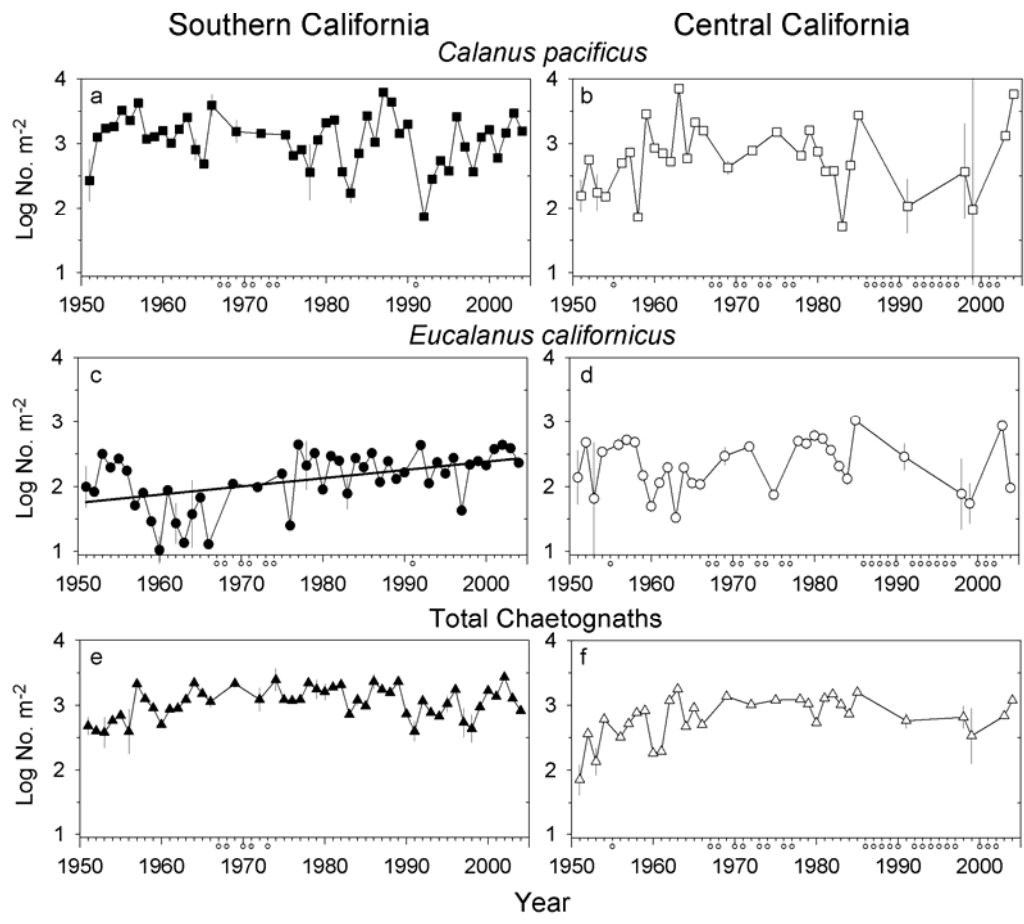 Southern California Central California
Calanus pacificus
a b
4 4
3 3
2 2
1 1
Log No. m-2
1950 1960 1970 1980 1990 2000 1950 1960 1970 1980 1990 2000
Eucalanus californicus
c d
4 4
3 3
2 2
1 1
Log No. m-2
1950 1960 1970 1980 1990 2000 1950 1960 1970 1980 1990 2000
Total Chaetognaths
e f
4 4
3 3
2 2
1 1
Log No. m-2
1950 1960 1970 1980 1990 2000 1950 1960 1970 1980 1990 2000
Year